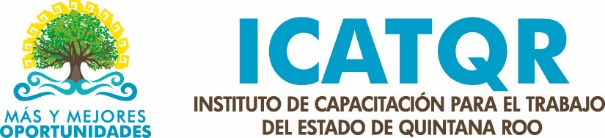 MÁS Y MEJORES
OPORTUNIDADES
ICATQR
INSTITUTO DE CAPACITACIÓN PARA EL TRABAJO
DEL ESTADO DE QUINTANA ROO